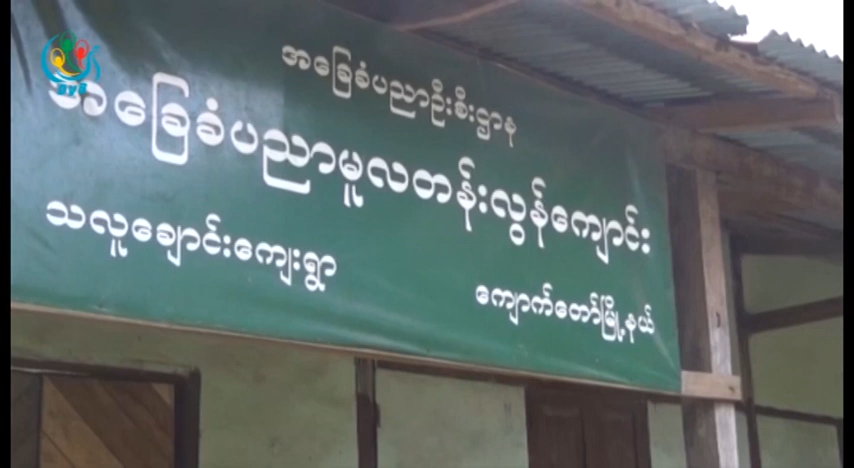 အခြေခံပညာဦးစီးဌာန
အခြေခံပညာမူလတန်းလွန်ကျောင်း
သလူချောင်းကျေးရွာ
ကျောက်တော်မြို့နယ်